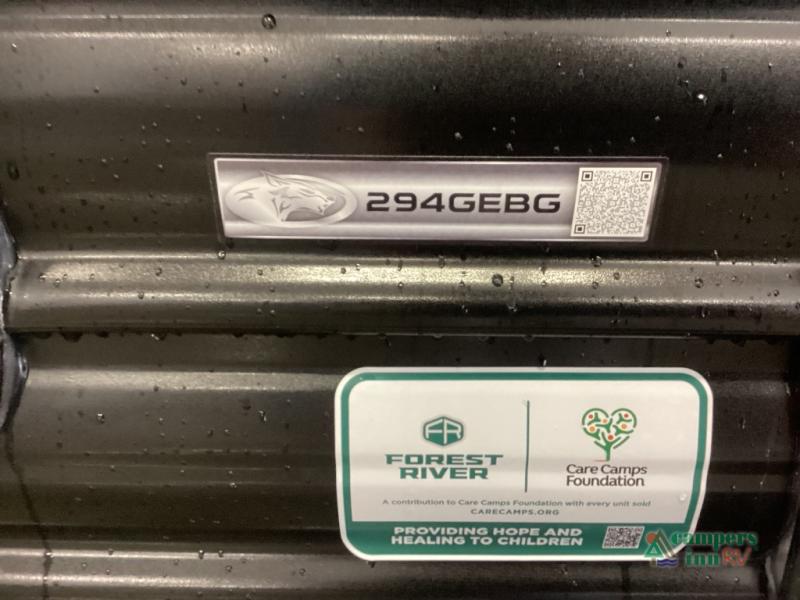 294GEBG
FR
FOREST
RIVER
Care Camps
Foundation
A contribution to Care Camps Foundation with every unit sold
CARECAMPS.ORG
PROVIDING HOPE AND
HEALING TO CHILDREN
campers
inn RV